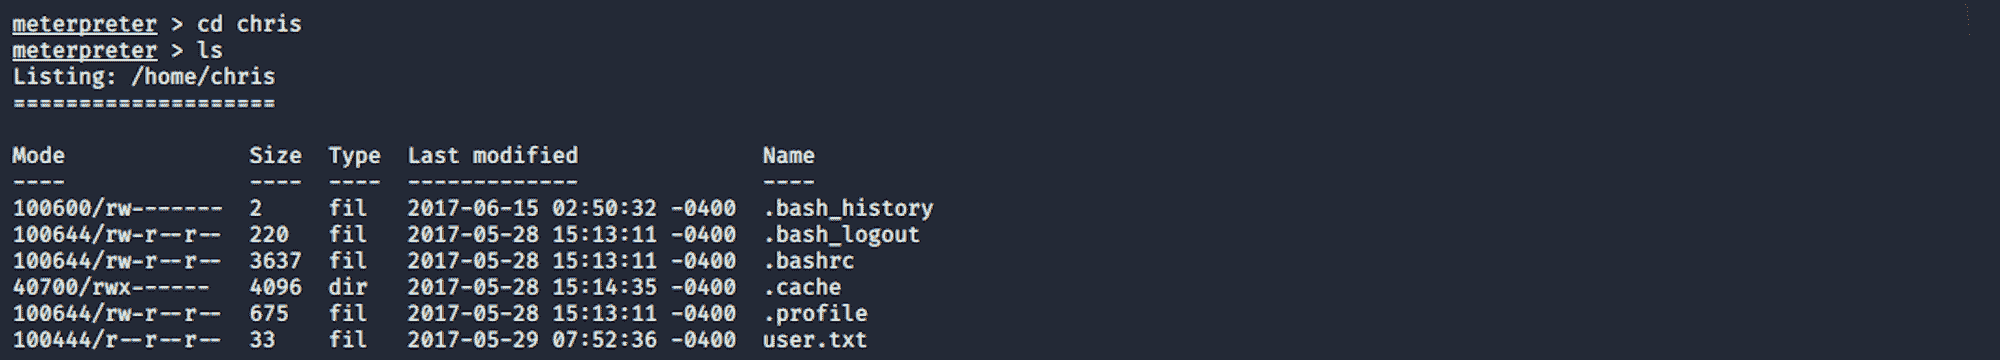 meterpreter > cd chris
meterpreter > ls
Listing: /home/chris
====================
Mode              Size  Type  Last modified              Name
----              ----  ----  -------------              ----
100600/rw-------  2     fil   2017-06-15 02:50:32 -0400  .bash_history
100644/rw-r--r--  220   fil   2017-05-28 15:13:11 -0400  .bash_logout
100644/rw-r--r--  3637  fil   2017-05-28 15:13:11 -0400  .bashrc
40700/rwx------   4096  dir   2017-05-28 15:14:35 -0400  .cache
100644/rw-r--r--  675   fil   2017-05-28 15:13:11 -0400  .profile
100444/r--r--r--  33    fil   2017-05-29 07:52:36 -0400  user.txt